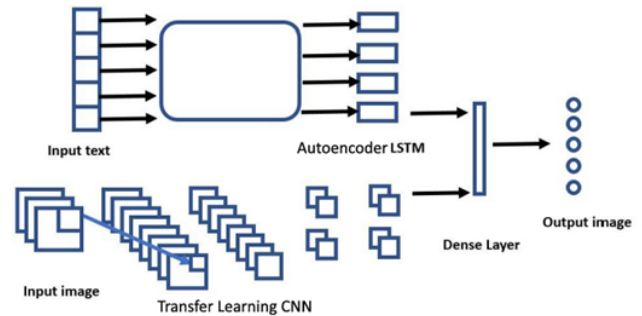 Input text
Autoencoder LSTM
Input image
Transfer Learning CNN
Dense Layer
Output image